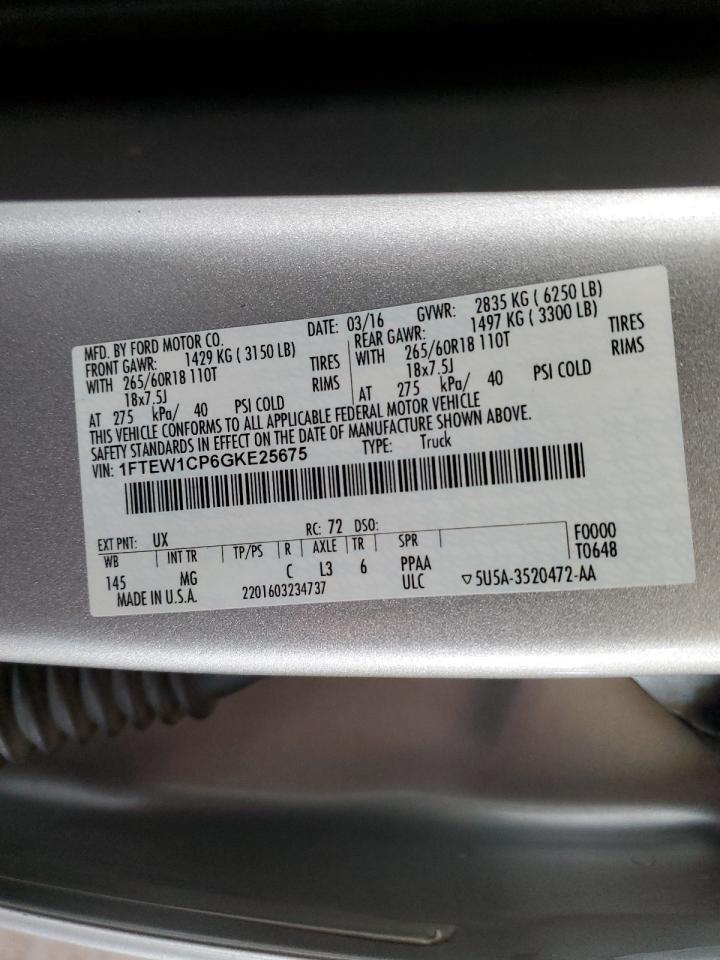 MFD. BY FORD MOTOR CO.
DATE: 03/16 GVWR: 2835 KG ( 6250 LB)
FRONT GAWR: 1429 KG ( 3150 LB)
WITH 265/60R18 110T TIRES
18x7.5J RIMS
AT 275 kPa/ 40 PSI COLD
REAR GAWR: 1497 KG ( 3300 LB)
WITH 265/60R18 110T TIRES
18x7.5J RIMS
AT 275 kPa/ 40 PSI COLD
THIS VEHICLE CONFORMS TO ALL APPLICABLE FEDERAL MOTOR VEHICLE
SAFETY STANDARDS IN EFFECT ON THE DATE OF MANUFACTURE SHOWN ABOVE.
VIN: 1FTEW1CP6GKE25675 TYPE: Truck
EXT PNT: UX RC: 72 DSO: F0000
WB INT TR TP/PS R AXLE TR SPR T0648
145 MG C L3 6 PPAA
MADE IN U.S.A. 2201603234737 ULC 5U5A-3520472-AA